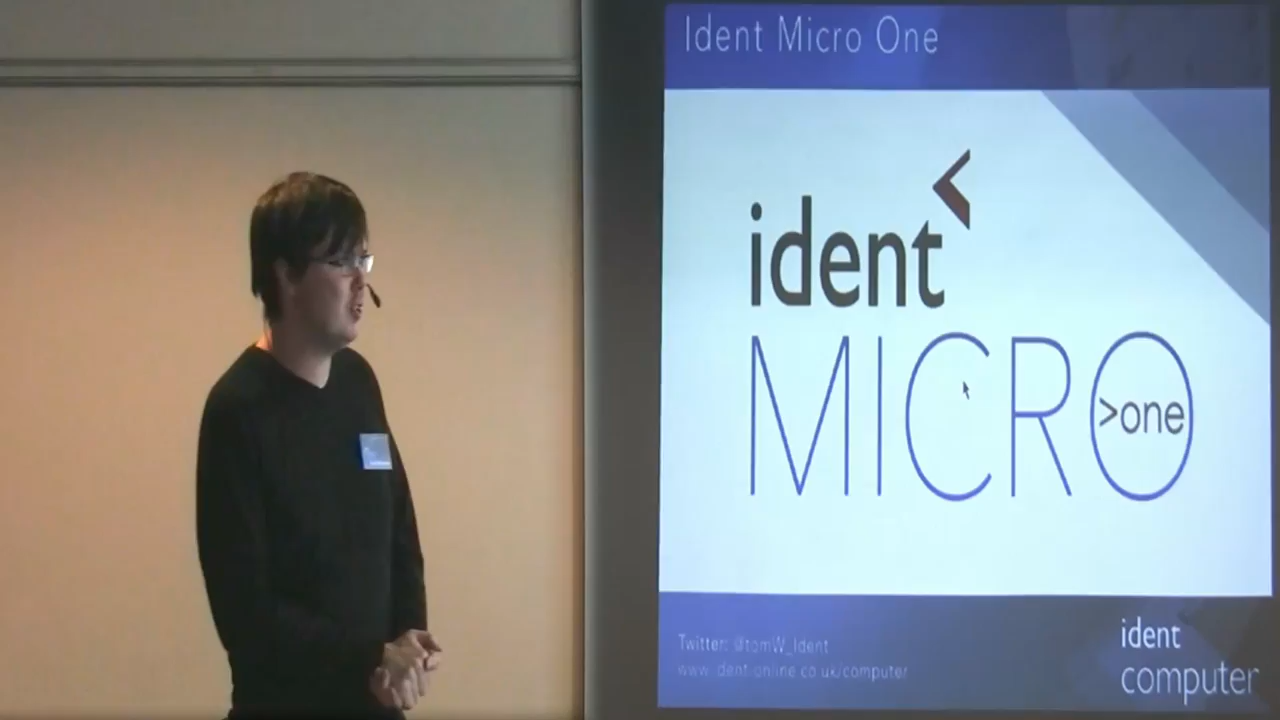 Ident Micro One
ident
MICRO
>one
Twitter: @tomW_Ident
www.ident-online.co.uk/computer
ident
computer